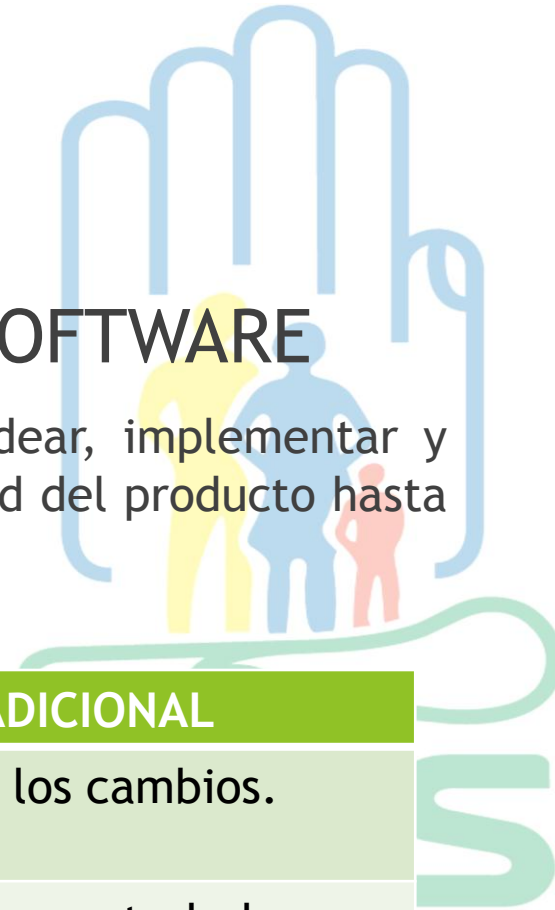 OFTWARE
dear, implementar y
d del producto hasta
ADICIONAL
los cambios.